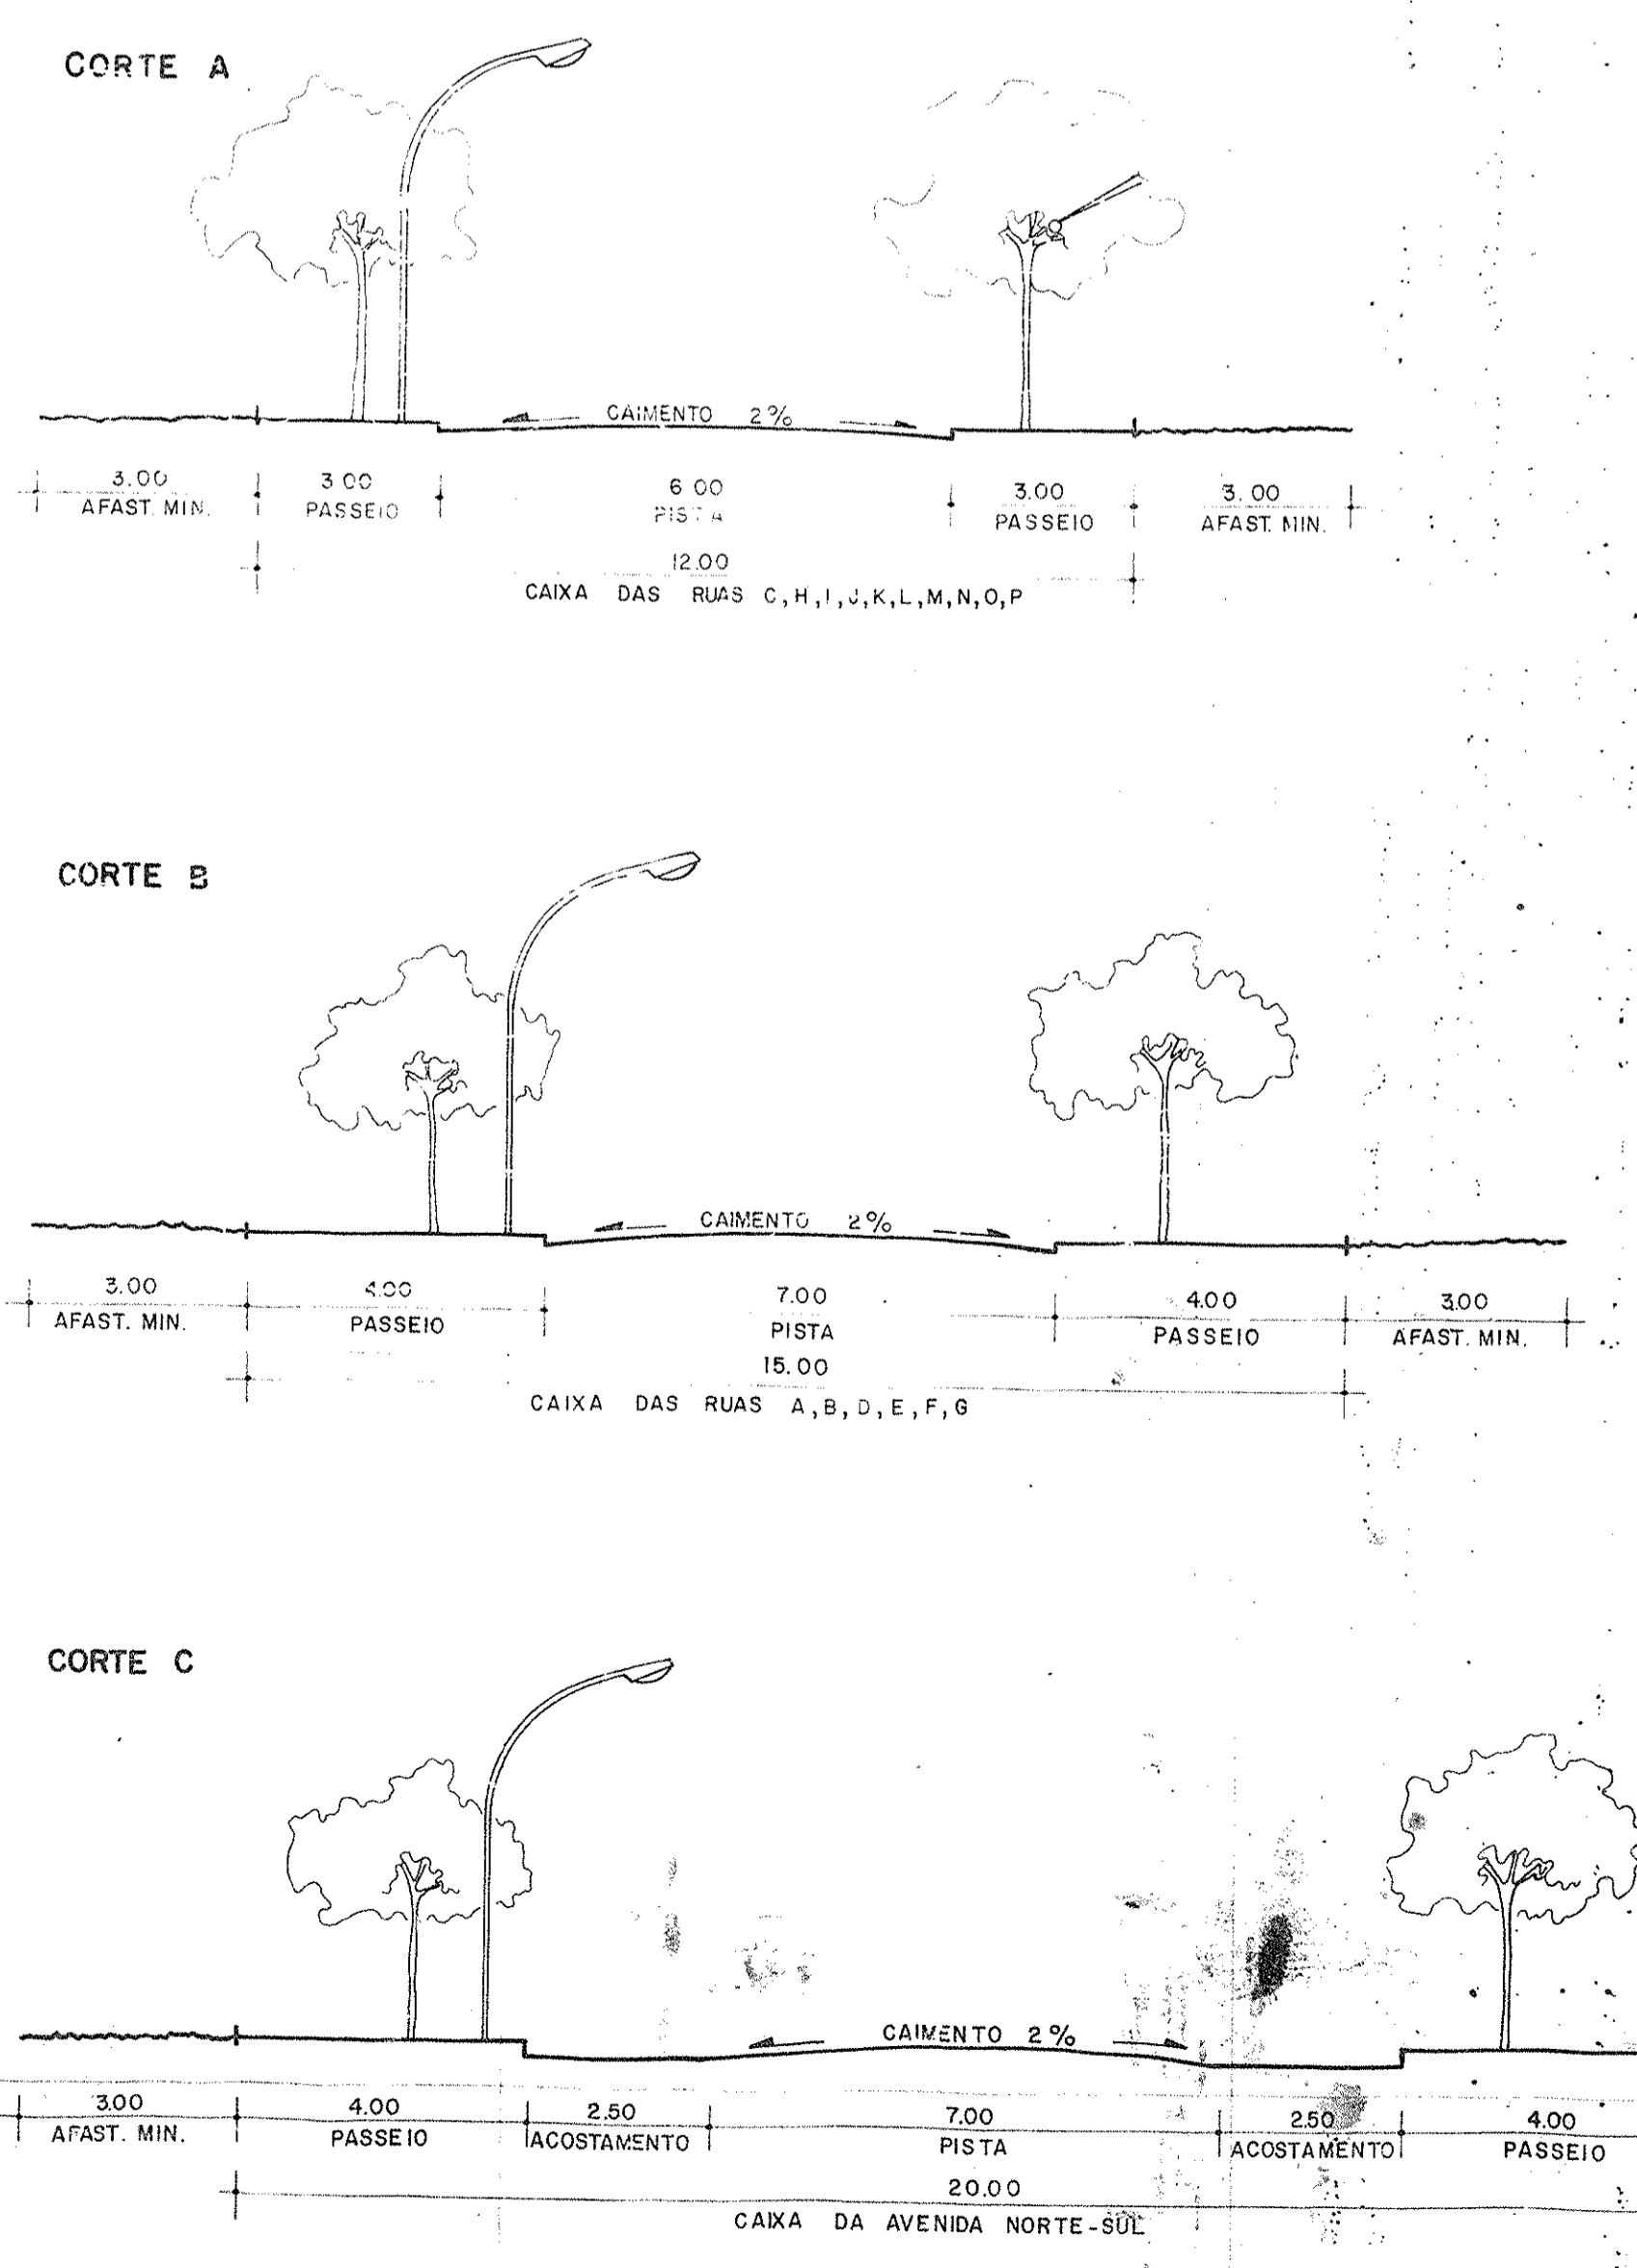 CORTE A
CAIMENTO 2%
3.00 3 00 6 00 3.00 3.00
AFAST. MIN. PASSEIO PISTA PASSEIO AFAST. MIN.
12.00
CAIXA DAS RUAS C,H,I,J,K,L,M,N,O,P
CORTE B
CAIMENTO 2%
3.00 4.00 7.00 4.00 3.00
AFAST. MIN. PASSEIO PISTA PASSEIO AFAST. MIN.
15.00
CAIXA DAS RUAS A,B,D,E,F,G
CORTE C
CAIMENTO 2%
3.00 4.00 2.50 7.00 2.50 4.00
AFAST. MIN. PASSEIO ACOSTAMENTO PISTA ACOSTAMENTO PASSEIO
20.00
CAIXA DA AVENIDA NORTE-SUL